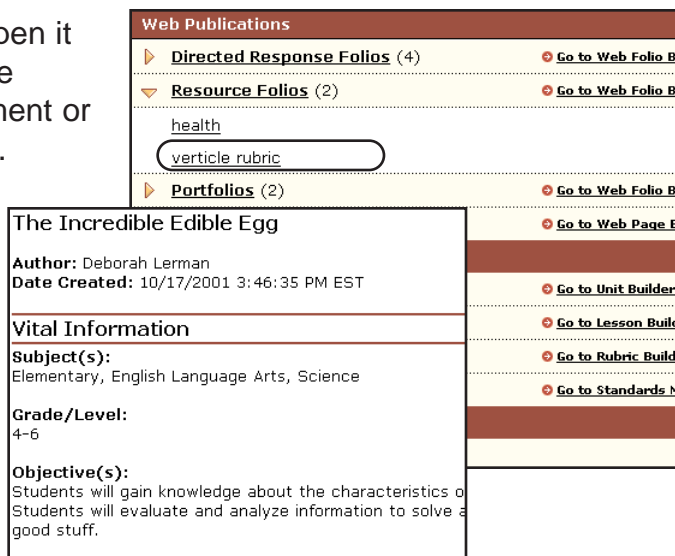 pen it
e
ment or
.
Web Publications
Directed Response Folios (4) Go to Web Folio B
Resource Folios (2) Go to Web Folio B
health
verticle rubric
Portfolios (2) Go to Web Folio B
Go to Web Page
Go to Unit Builder
Go to Lesson Buil
Go to Rubric Build
Go to Standards
The Incredible Edible Egg
Author: Deborah Lerman
Date Created: 10/17/2001 3:46:35 PM EST
Vital Information
Subject(s):
Elementary, English Language Arts, Science
Grade/Level:
4-6
Objective(s):
Students will gain knowledge about the characteristics o
Students will evaluate and analyze information to solve a
good stuff.